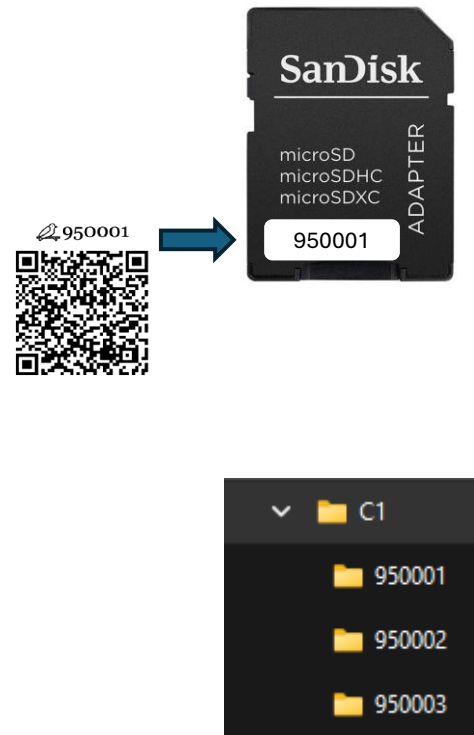 SanDisk
microSD
microSDHC
microSDXC
ADAPTER
950001
950001
C1
950001
950002
950003